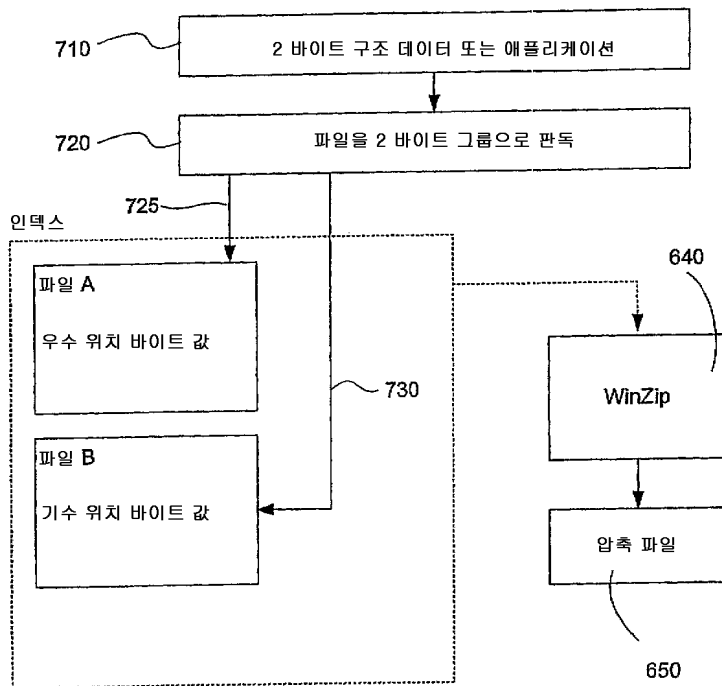 710
2 바이트 구조 데이터 또는 애플리케이션
720
파일을 2 바이트 그룹으로 판독
725
인덱스
파일 A
우수 위치 바이트 값
730
파일 B
기수 위치 바이트 값
640
WinZip
압축 파일
650